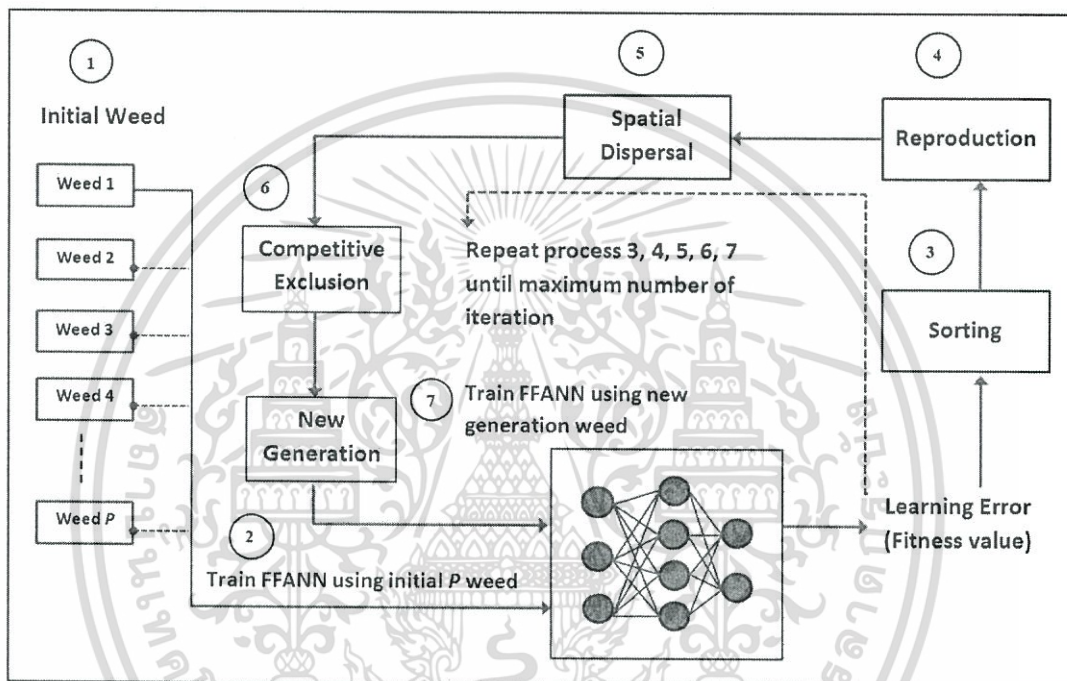 1
Initial Weed
Weed 1
Weed 2
Weed 3
Weed 4
Weed P
2
Train FFANN using initial P weed
3
Sorting
4
Reproduction
5
Spatial
Dispersal
6
Competitive
Exclusion
New
Generation
7
Train FFANN using new
generation weed
Repeat process 3, 4, 5, 6, 7
until maximum number of
iteration
Learning Error
(Fitness value)